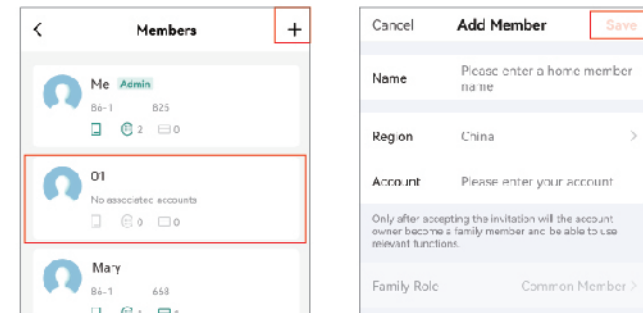 Members
+
Me Admin
86-1 825
2 0
01
No associated accounts
0 0
Mary
86-1 668
Cancel Add Member Save
Name Please enter a home member
name
Region China
Account Please enter your account
Only after accepting the invitation will the account
owner become a family member and be able to use
relevant functions.
Family Role Common Member